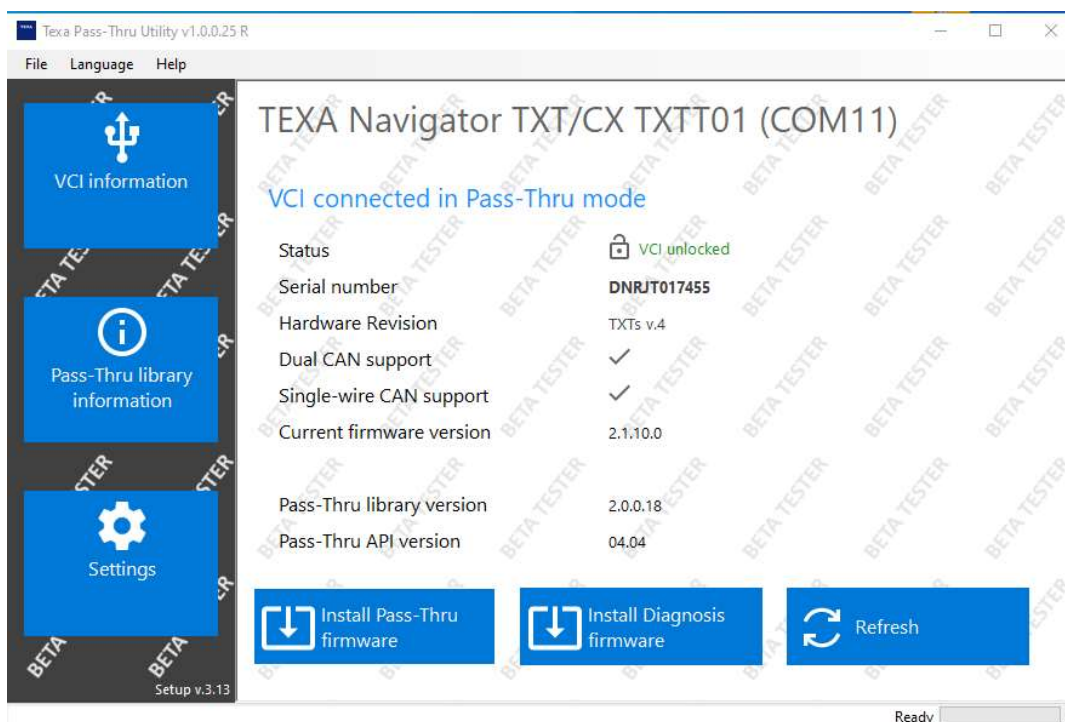 TEXA
Texa Pass-Thru Utility v1.0.0.25 R
File Language Help
VCI information
Pass-Thru library
information
Settings
Setup v.3.13
TEXA Navigator TXT/CX TXTT01 (COM11)
VCI connected in Pass-Thru mode
Status VCI unlocked
Serial number DNRJT017455
Hardware Revision TXTs v.4
Dual CAN support
Single-wire CAN support
Current firmware version 2.1.10.0
Pass-Thru library version 2.0.0.18
Pass-Thru API version 04.04
Install Pass-Thru
firmware
Install Diagnosis
firmware
Refresh
Ready
BETA TESTER